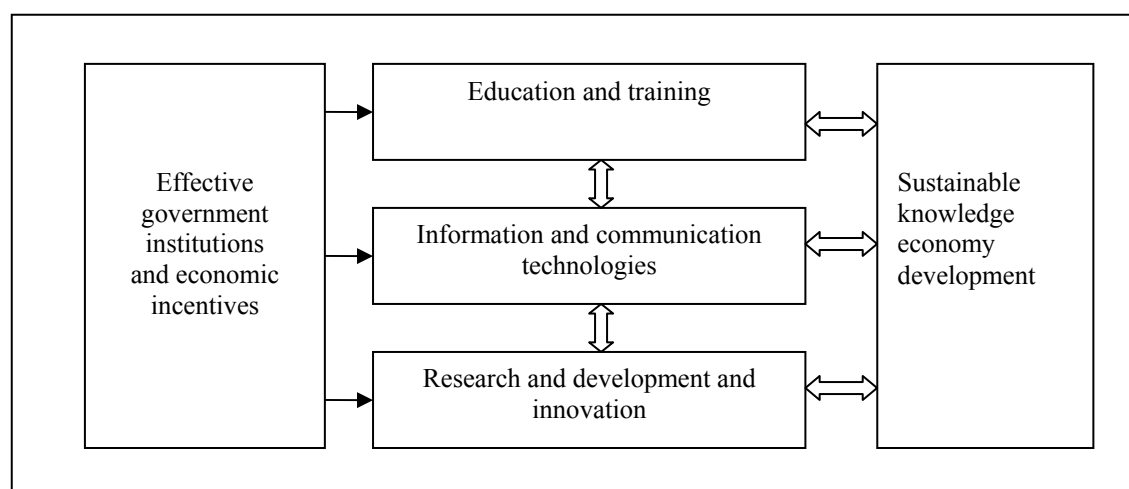 Effective
government
institutions
and economic
incentives
Education and training
Information and communication
technologies
Research and development and
innovation
Sustainable
knowledge
economy
development